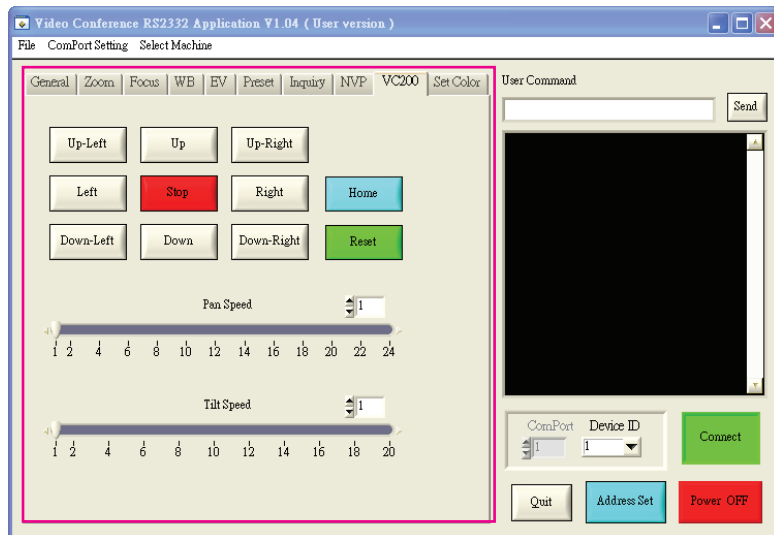 Video Conference RS2332 Application V1.04 ( User version )
File ComPort Setting Select Machine
General Zoom Focus WB EV Preset Inquiry NVP VC200 Set Color
User Command
Send
Up-Left Up Up-Right
Left Stop Right Home
Down-Left Down Down-Right Reset
Pan Speed 1
1 2 4 6 8 10 12 14 16 18 20 22 24
Tilt Speed 1
1 2 4 6 8 10 12 14 16 18 20
ComPort Device ID
1 1
Connect
Quit Address Set Power OFF